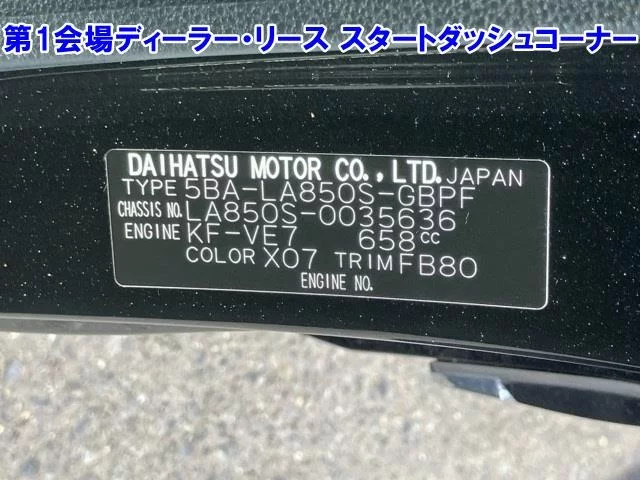 第1会場ディーラー・リース スタートダッシュコーナー
DAIHATSU MOTOR CO.,LTD. JAPAN
TYPE 5BA-LA850S-GBPF
CHASSIS NO. LA850S-0035636
ENGINE KF-VE7 658cc
COLOR X07 TRIM FB80
ENGINE NO.